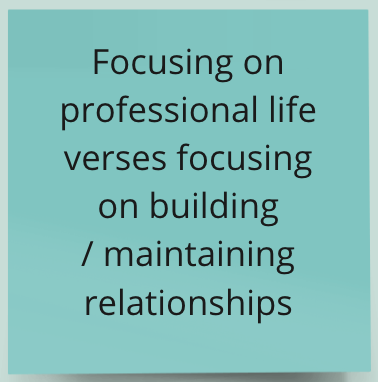 Focusing on
professional life
verses focusing
on building
/ maintaining
relationships